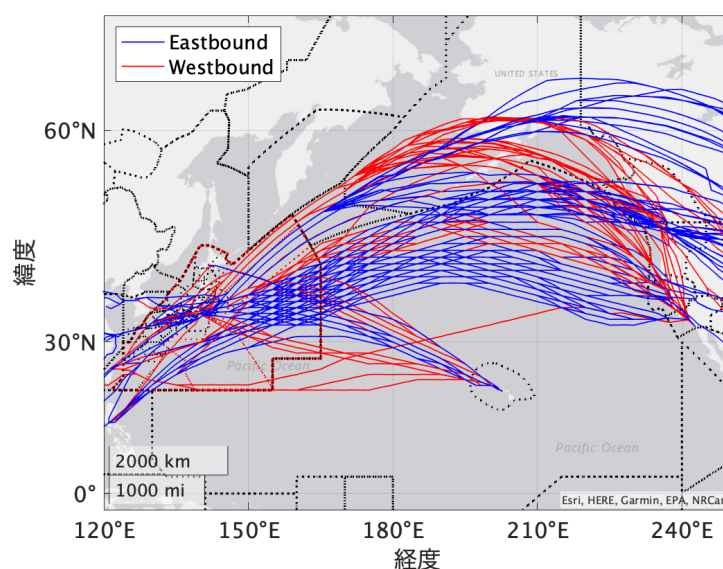 Eastbound
Westbound
UNITED STATES
60°N
緯度
30°N
Pacific Ocean
Pacific Ocean
2000 km
1000 mi
0°
Esri, HERE, Garmin, EPA, NRCan
120°E
150°E
180°E
210°E
240°E
経度